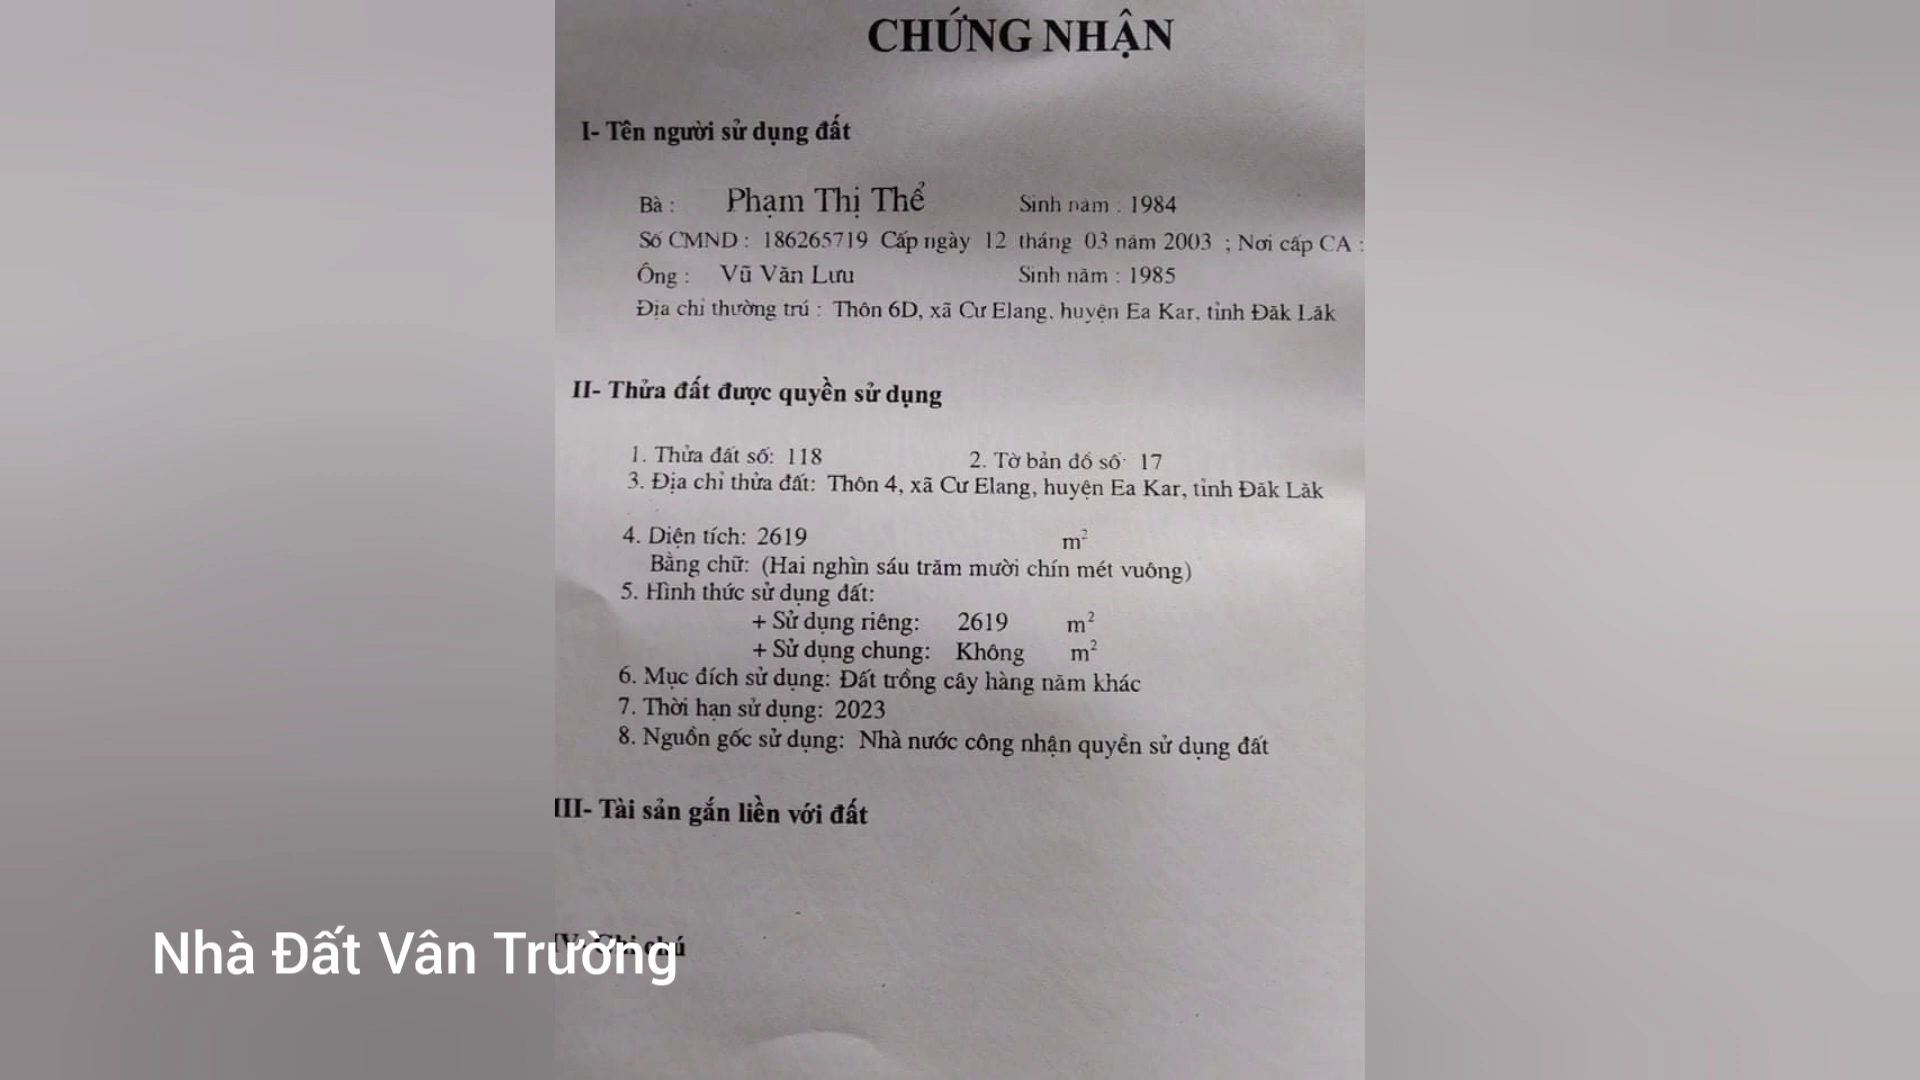 CHỨNG NHẬN
I- Tên người sử dụng đất
Bà : Phạm Thị Thể Sinh năm : 1984
Số CMND : 186265719 Cấp ngày 12 tháng 03 năm 2003 ; Nơi cấp CA :
Ông : Vũ Văn Lưu Sinh năm : 1985
Địa chỉ thường trú : Thôn 6D, xã Cư Elang, huyện Ea Kar, tỉnh Đăk Lăk
II- Thửa đất được quyền sử dụng
1. Thửa đất số: 118 2. Tờ bản đồ số: 17
3. Địa chỉ thửa đất: Thôn 4, xã Cư Elang, huyện Ea Kar, tỉnh Đăk Lăk
4. Diện tích: 2619 m²
Bằng chữ: (Hai nghìn sáu trăm mười chín mét vuông)
5. Hình thức sử dụng đất:
+ Sử dụng riêng: 2619 m²
+ Sử dụng chung: Không m²
6. Mục đích sử dụng: Đất trồng cây hàng năm khác
7. Thời hạn sử dụng: 2023
8. Nguồn gốc sử dụng: Nhà nước công nhận quyền sử dụng đất
III- Tài sản gắn liền với đất
IV- Ghi chú
Nhà Đất Vân Trường